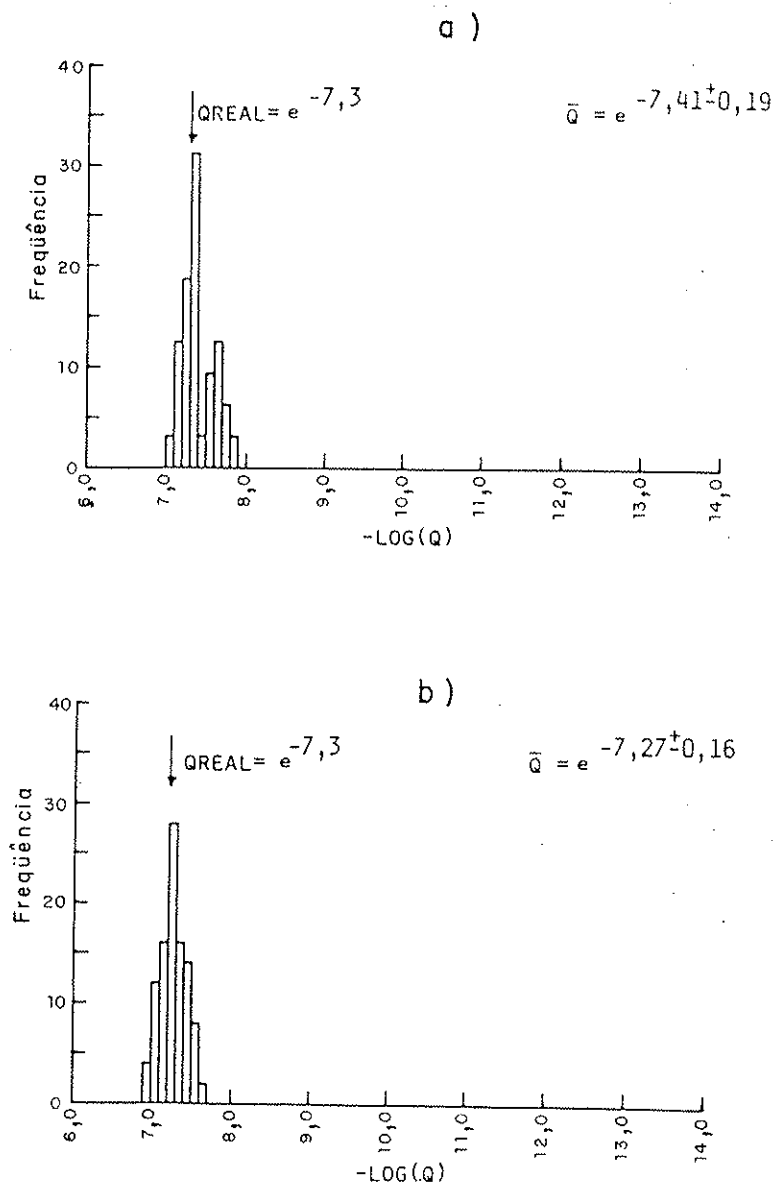 a )
40
30
20
10
0
Freqüência
QREAL= e -7,3
Q̄ = e -7,41±0,19
6,0
7,0
8,0
9,0
10,0
11,0
12,0
13,0
14,0
-LOG(Q)
b )
40
30
20
10
0
Freqüência
QREAL= e -7,3
Q̄ = e -7,27±0,16
6,0
7,0
8,0
9,0
10,0
11,0
12,0
13,0
14,0
-LOG(Q)